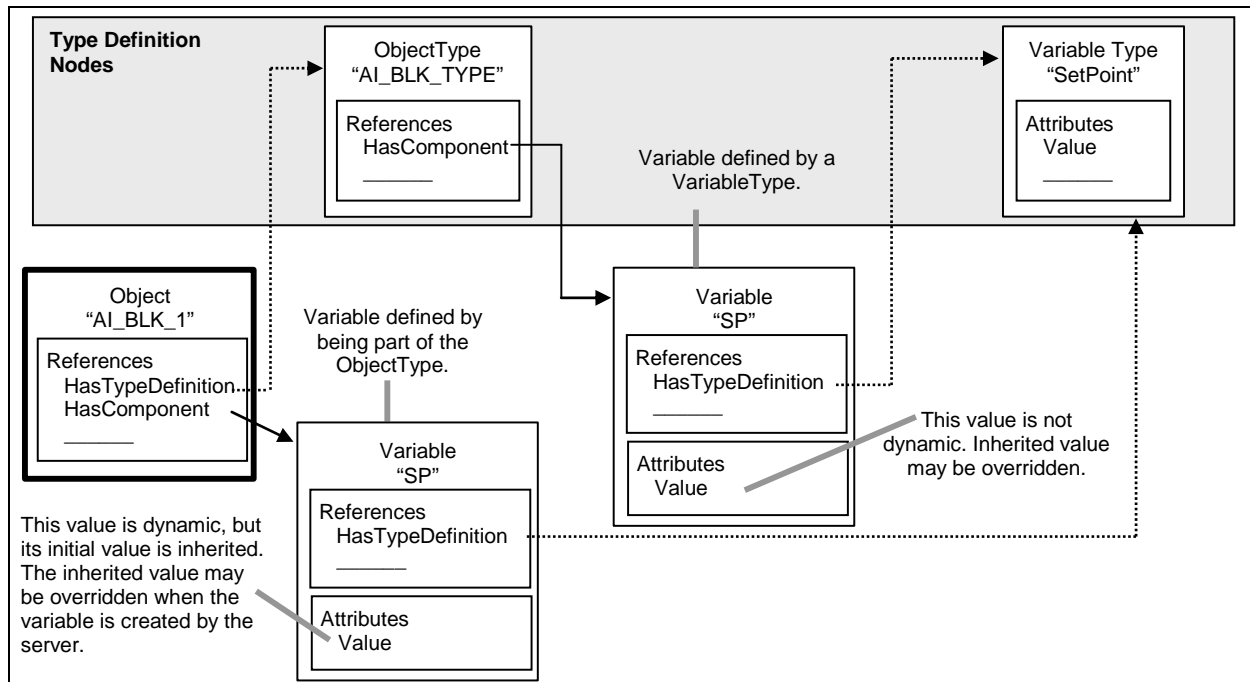 Type Definition
Nodes
ObjectType
“AI_BLK_TYPE”
References
HasComponent
Variable Type
“SetPoint”
Attributes
Value
Variable defined by a
VariableType.
Object
“AI_BLK_1”
References
HasTypeDefinition
HasComponent
Variable defined by
being part of the
ObjectType.
Variable
“SP”
References
HasTypeDefinition
Attributes
Value
This value is not
dynamic. Inherited value
may be overridden.
Variable
“SP”
References
HasTypeDefinition
Attributes
Value
This value is dynamic, but
its initial value is inherited.
The inherited value may
be overridden when the
variable is created by the
server.